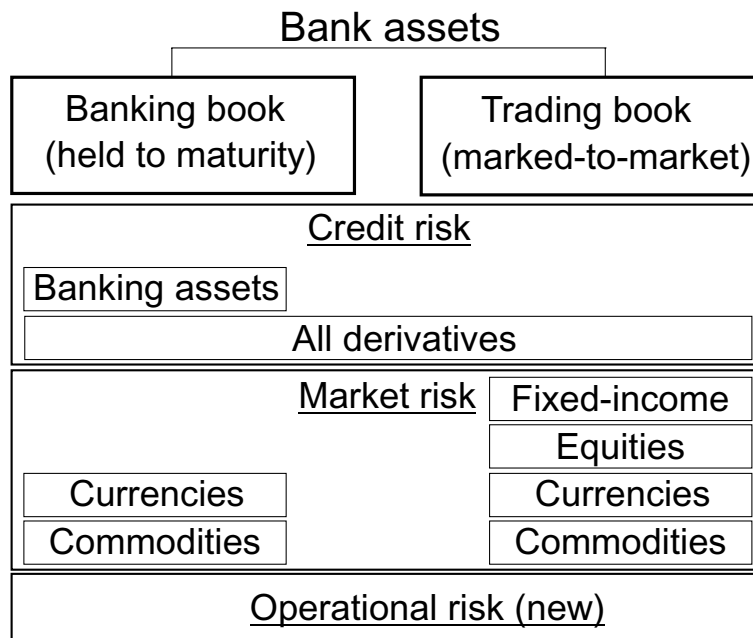 Bank assets
Banking book
(held to maturity)
Trading book
(marked-to-market)
Credit risk
Banking assets
All derivatives
Market risk
Fixed-income
Equities
Currencies
Currencies
Commodities
Commodities
Operational risk (new)